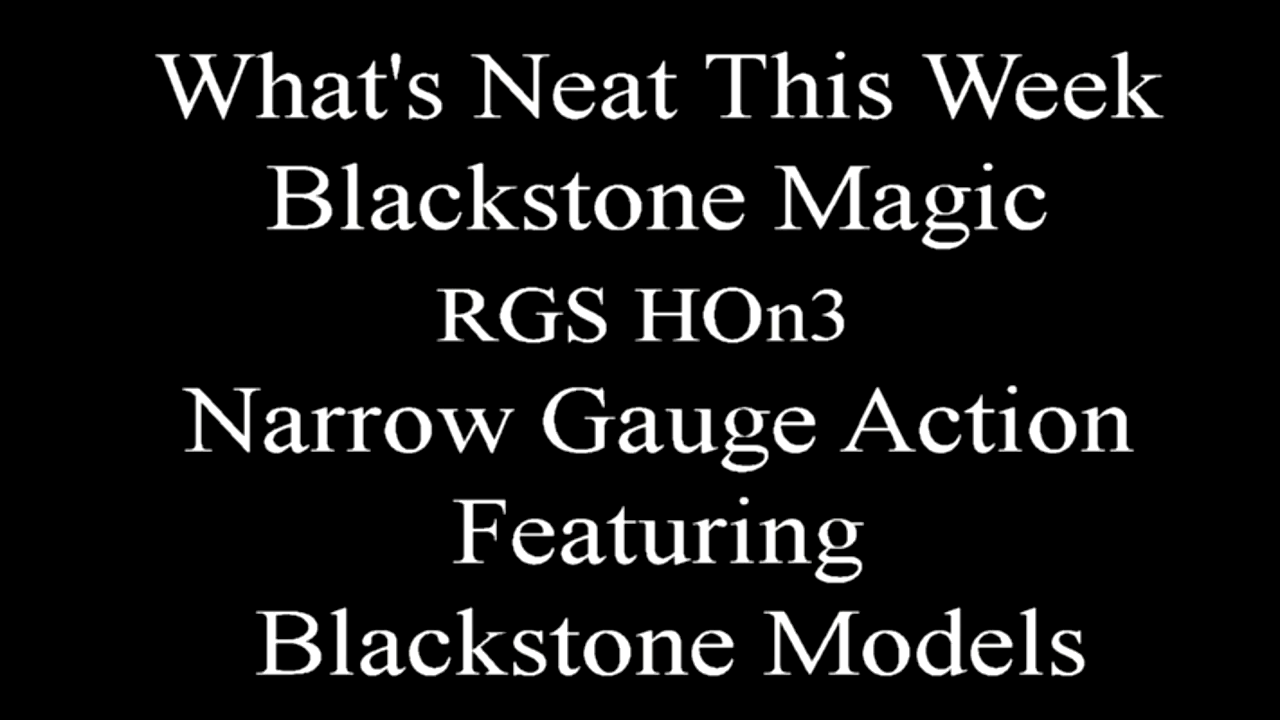 What's Neat This Week
Blackstone Magic
RGS HOn3
Narrow Gauge Action
Featuring
Blackstone Models